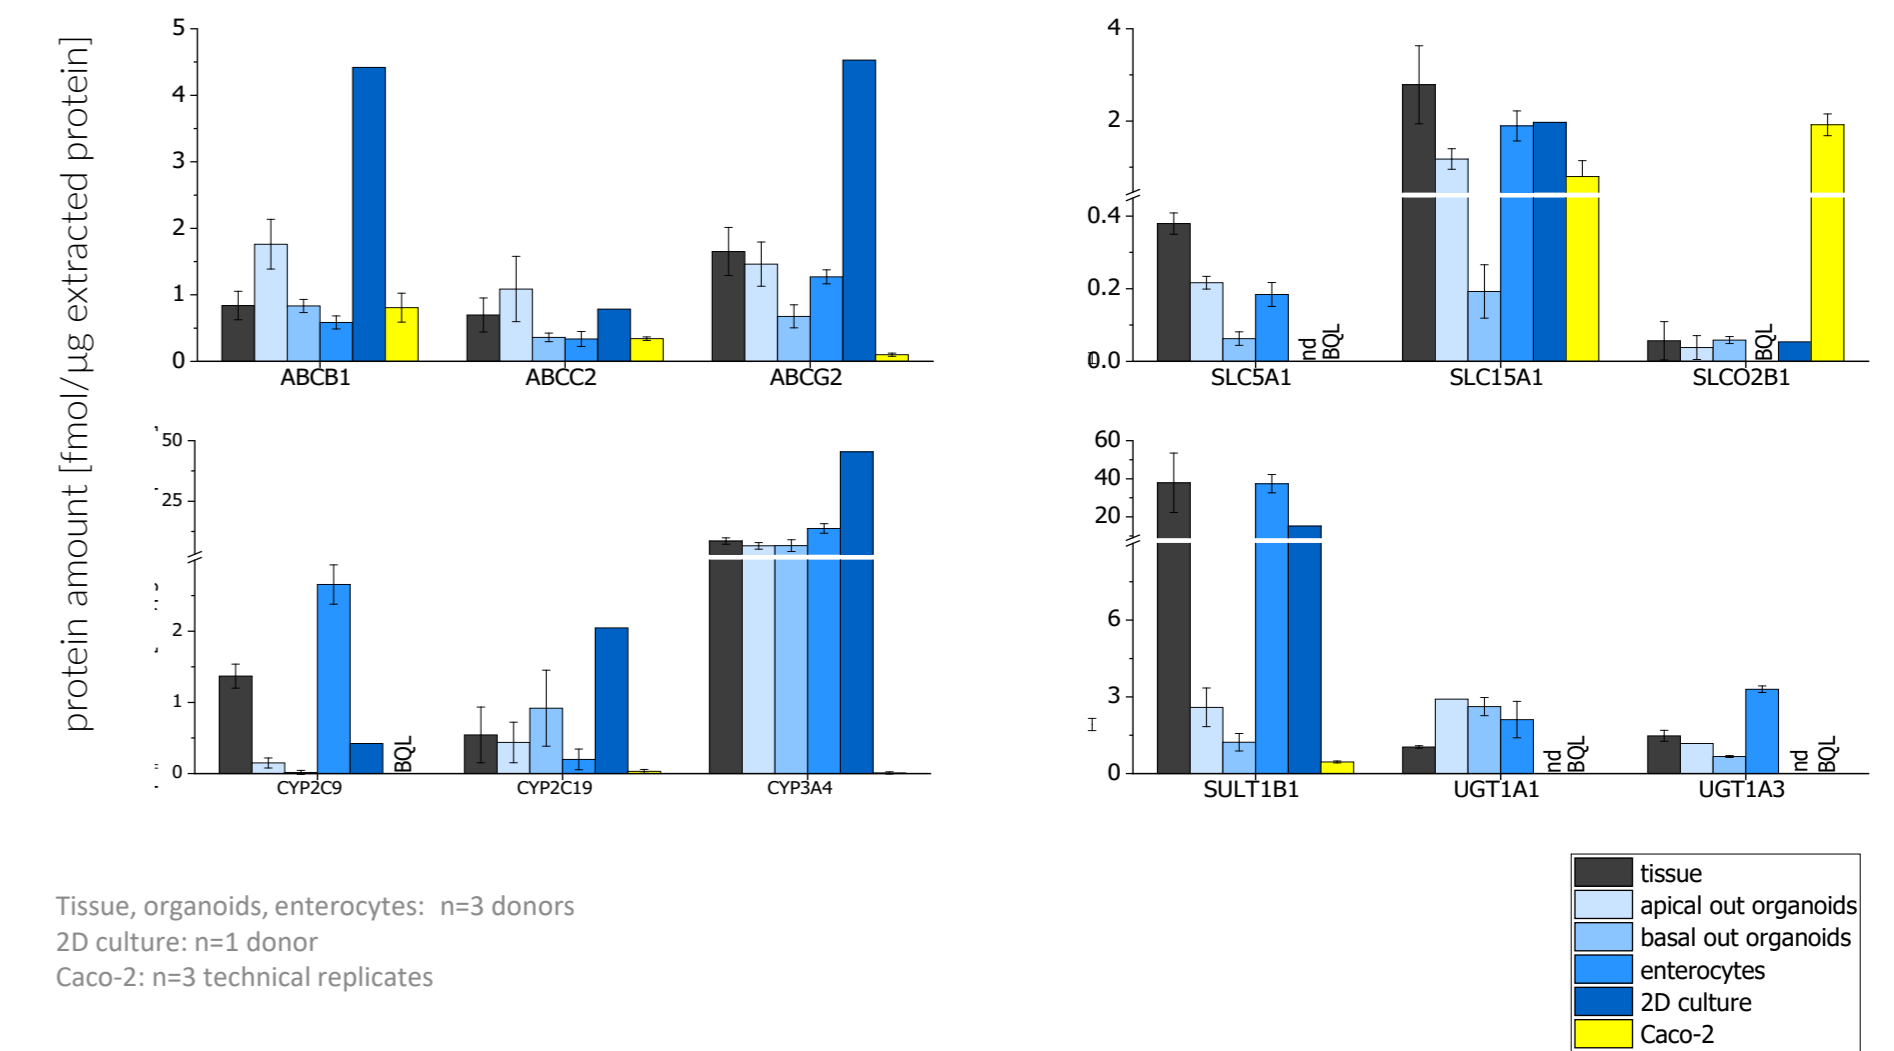 protein amount [fmol/µg extracted protein]
5
4
3
2
1
0
ABCB1 ABCC2 ABCG2
4
2
0.4
0.2
0.0
nd
BQL
BQL
SLC5A1 SLC15A1 SLCO2B1
50
25
2
1
0
BQL
CYP2C9 CYP2C19 CYP3A4
60
40
20
6
3
0
nd
BQL
nd
BQL
SULT1B1 UGT1A1 UGT1A3
Tissue, organoids, enterocytes: n=3 donors
2D culture: n=1 donor
Caco-2: n=3 technical replicates
tissue
apical out organoids
basal out organoids
enterocytes
2D culture
Caco-2